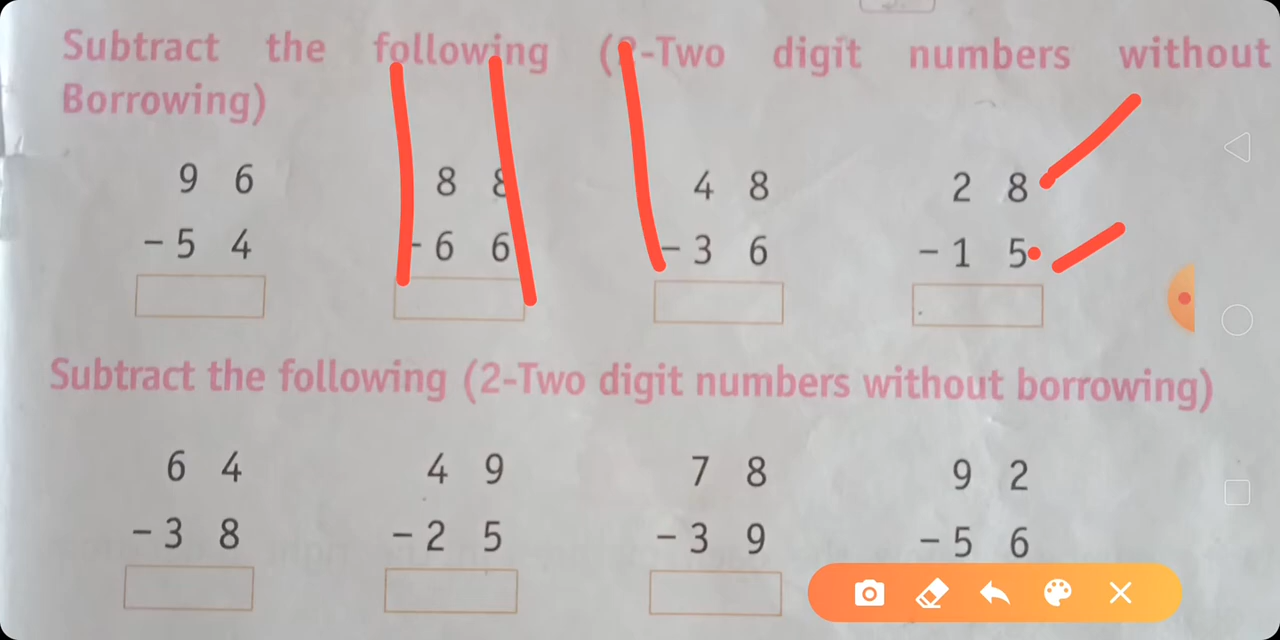 Subtract the following (2-Two digit numbers without
Borrowing)
9 6 8 8 4 8 2 8
- 5 4 - 6 6 - 3 6 - 1 5
Subtract the following (2-Two digit numbers without borrowing)
6 4 4 9 7 8 9 2
- 3 8 - 2 5 - 3 9 - 5 6